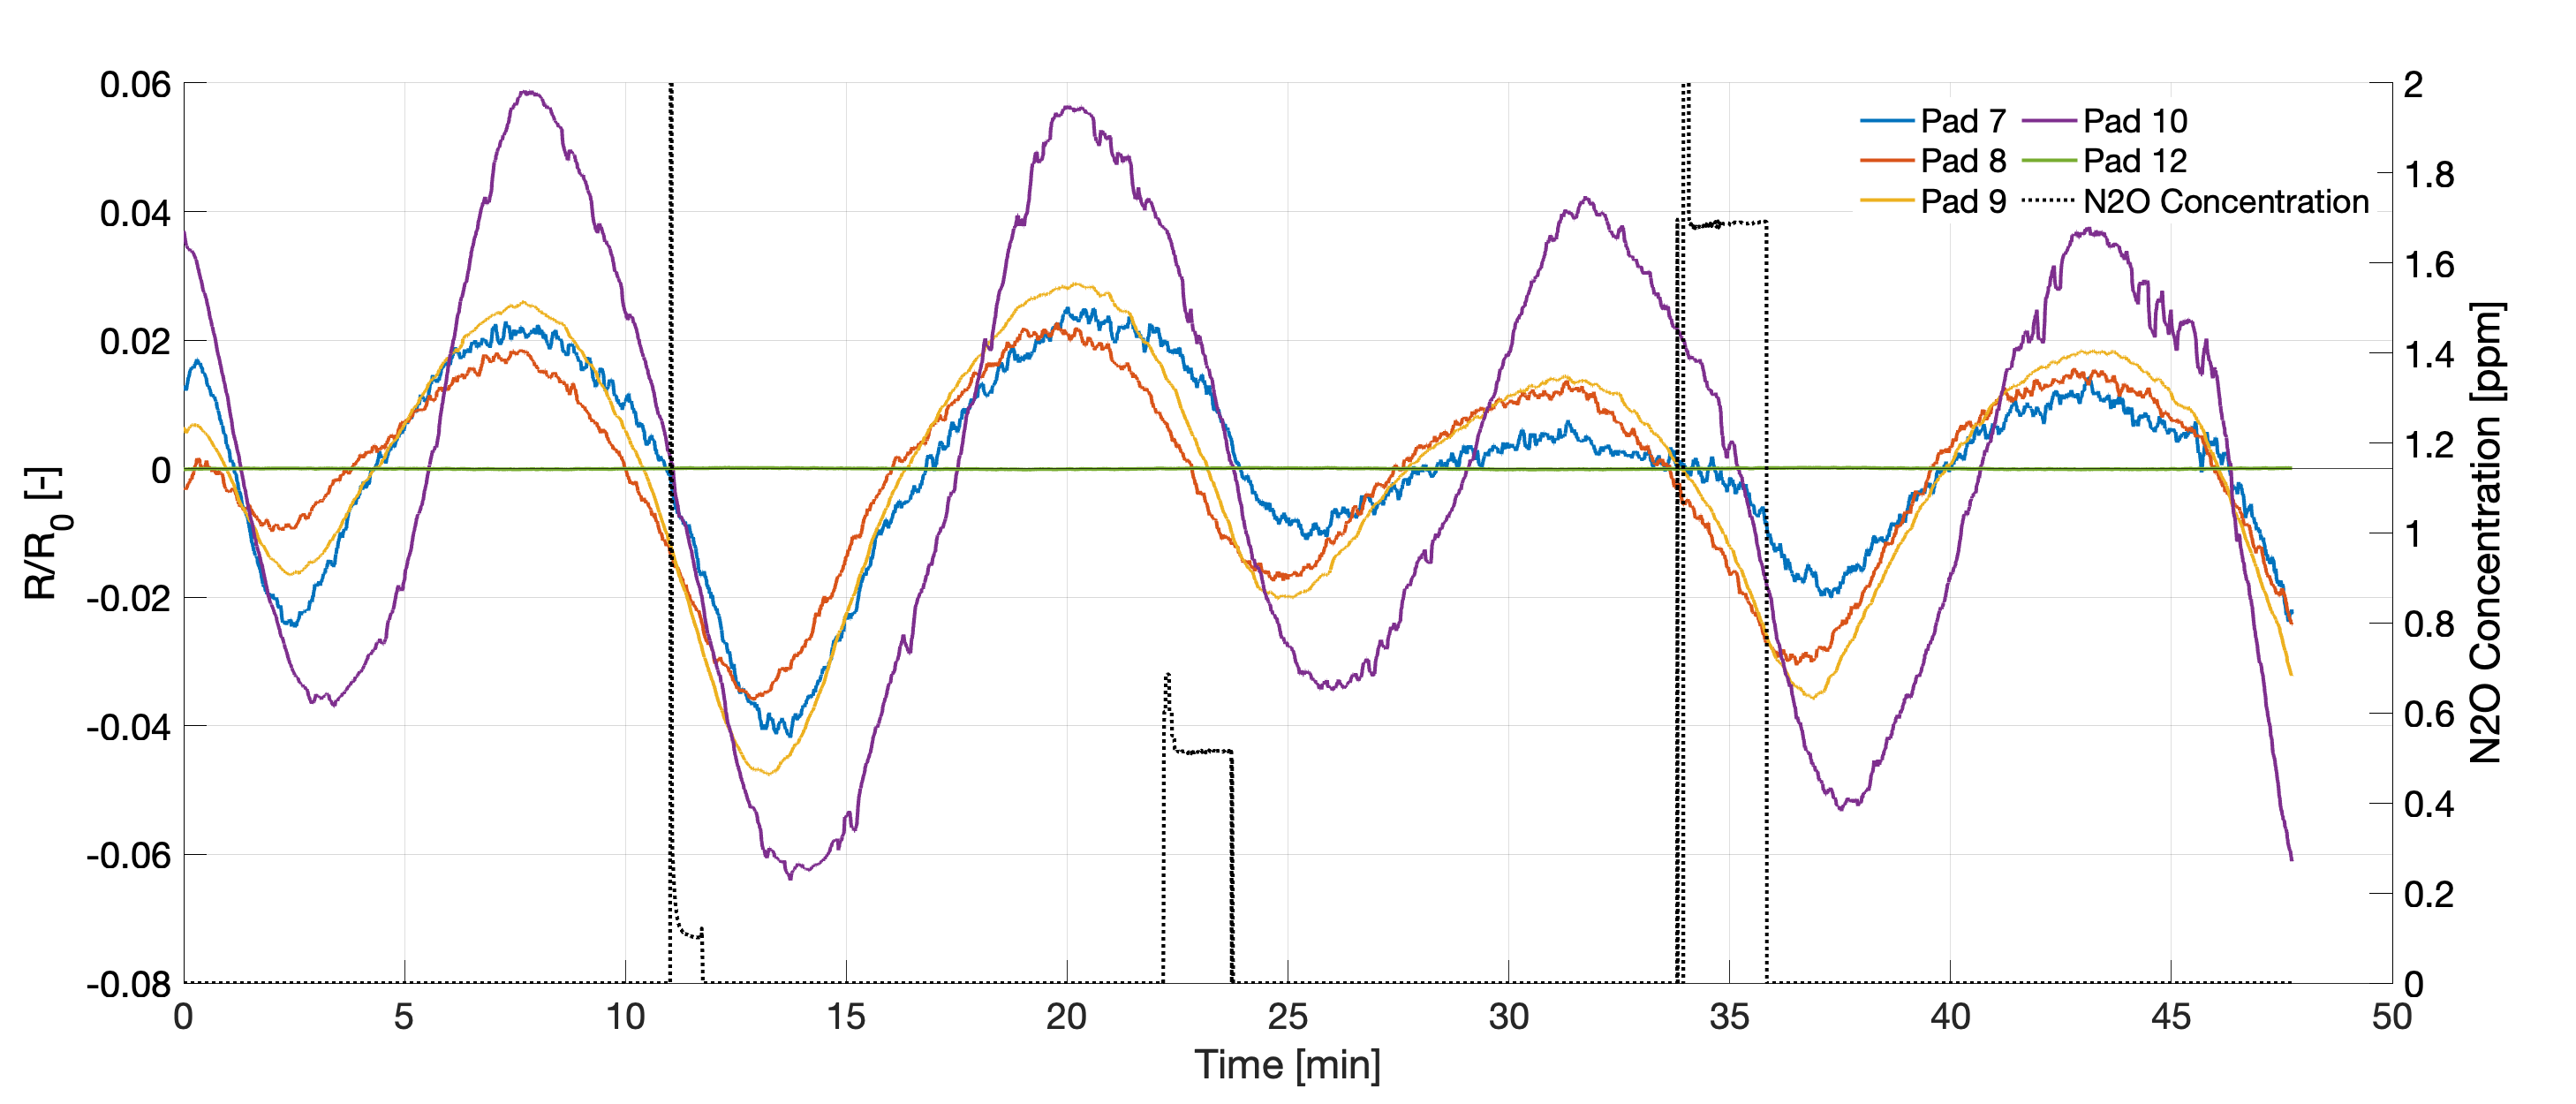 0.06
0.04
0.02
0
-0.02
-0.04
-0.06
-0.08
R/R0 [-]
Pad 7
Pad 8
Pad 9
Pad 10
Pad 12
N2O Concentration
2
1.8
1.6
1.4
1.2
1
0.8
0.6
0.4
0.2
0
N2O Concentration [ppm]
0 5 10 15 20 25 30 35 40 45 50
Time [min]